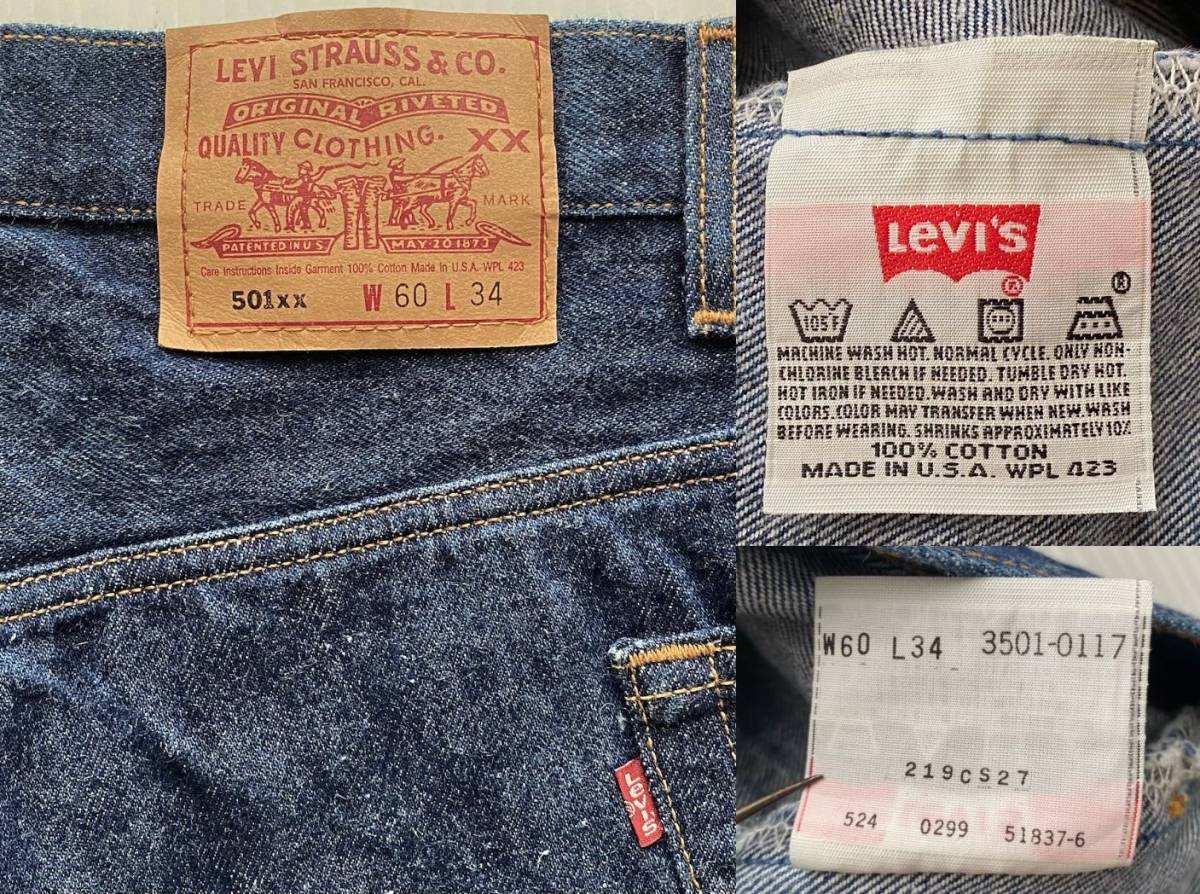 LEVI STRAUSS & CO.
SAN FRANCISCO, CAL.
ORIGINAL RIVETED
QUALITY CLOTHING. XX
TRADE MARK
PATENTED IN U.S. MAY 20 1873
Care Instructions Inside Garment 100% Cotton Made in U.S.A. WPL 423
501xx W 60 L 34
Levi's
®
Levi's
®
®
105F
MACHINE WASH HOT. NORMAL CYCLE. ONLY NON-
CHLORINE BLEACH IF NEEDED. TUMBLE DRY HOT.
HOT IRON IF NEEDED. WASH AND DRY WITH LIKE
COLORS. COLOR MAY TRANSFER WHEN NEW. WASH
BEFORE WEARING. SHRINKS APPROXIMATELY 10%
100% COTTON
MADE IN U.S.A. WPL 423
W60 L34 3501-0117
219CS27
524 0299 51837-6